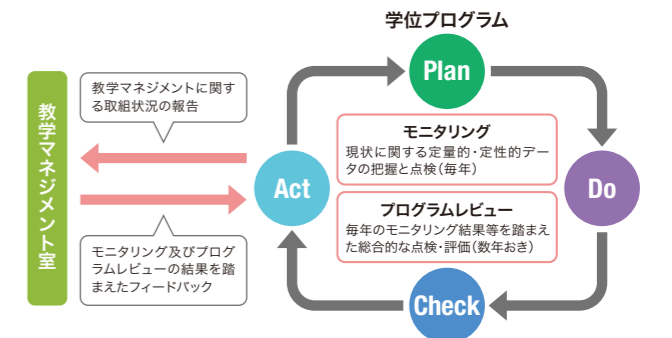 学位プログラム
Plan
教学マネジメントに関す
る取組状況の報告
教学マネジメント室
モニタリング
現状に関する定量的・定性的デー
タの把握と点検（毎年）
Act
Do
プログラムレビュー
毎年のモニタリング結果等を踏まえ
た総合的な点検・評価（数年おき）
モニタリング及びプログ
ラムレビューの結果を踏
まえたフィードバック
Check